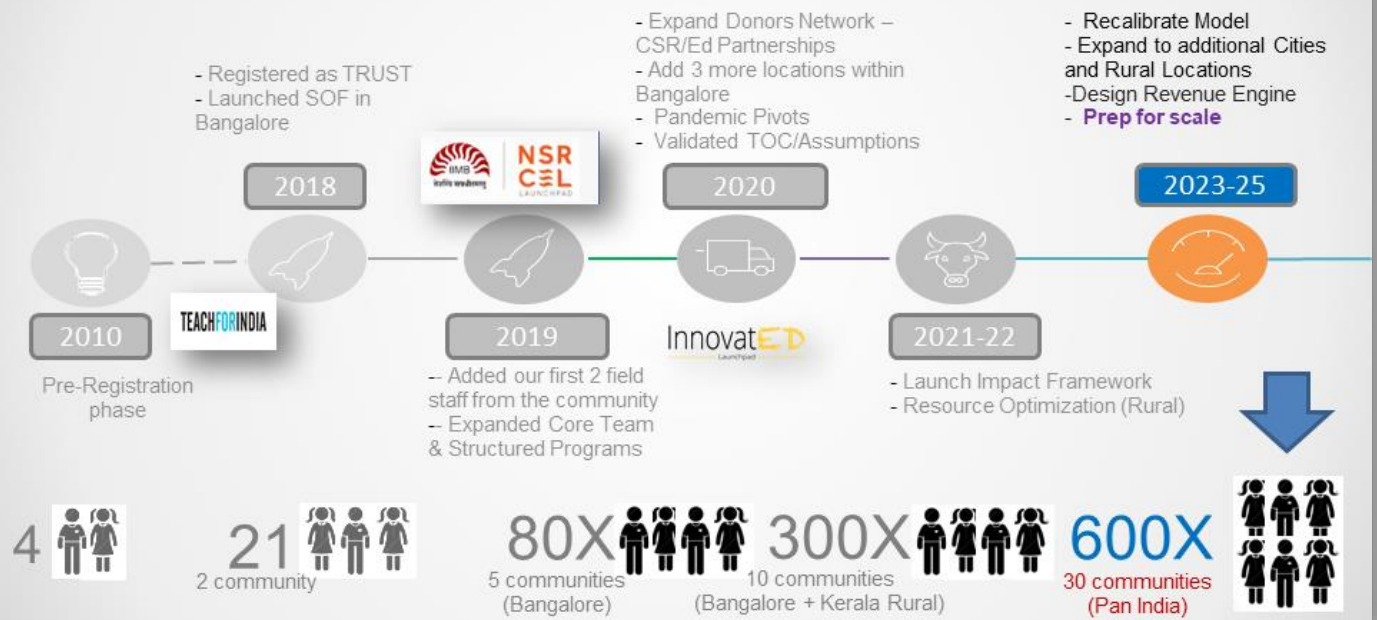 - Registered as TRUST
- Launched SOF in
Bangalore
- Expand Donors Network –
CSR/Ed Partnerships
- Add 3 more locations within
Bangalore
- Pandemic Pivots
- Validated TOC/Assumptions
- Recalibrate Model
- Expand to additional Cities
and Rural Locations
-Design Revenue Engine
- Prep for scale
2018
IIMB
NSR
CEL
LAUNCHPAD
2020
2023-25
2010
TEACHFORINDIA
2019
InnovatED
Launchpad
2021-22
Pre-Registration
phase
-- Added our first 2 field
staff from the community
-- Expanded Core Team
& Structured Programs
- Launch Impact Framework
- Resource Optimization (Rural)
4
21
2 community
80X
5 communities
(Bangalore)
300X
10 communities
(Bangalore + Kerala Rural)
600X
30 communities
(Pan India)